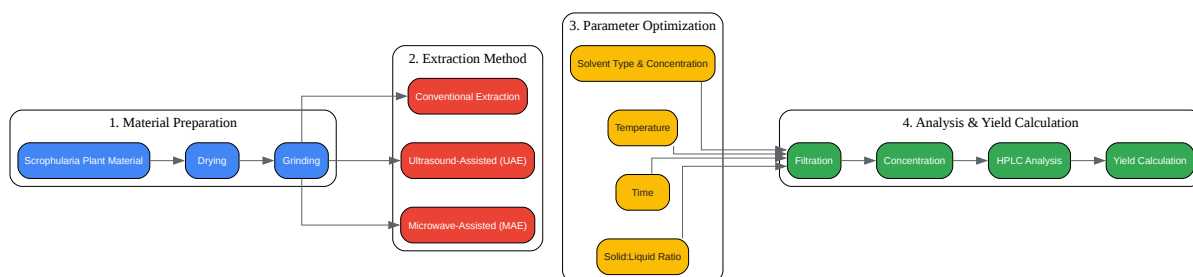 1. Material Preparation
Scrophularia Plant Material
Drying
Grinding
2. Extraction Method
Conventional Extraction
Ultrasound-Assisted (UAE)
Microwave-Assisted (MAE)
3. Parameter Optimization
Solvent Type & Concentration
Temperature
Time
Solid:Liquid Ratio
4. Analysis & Yield Calculation
Filtration
Concentration
HPLC Analysis
Yield Calculation